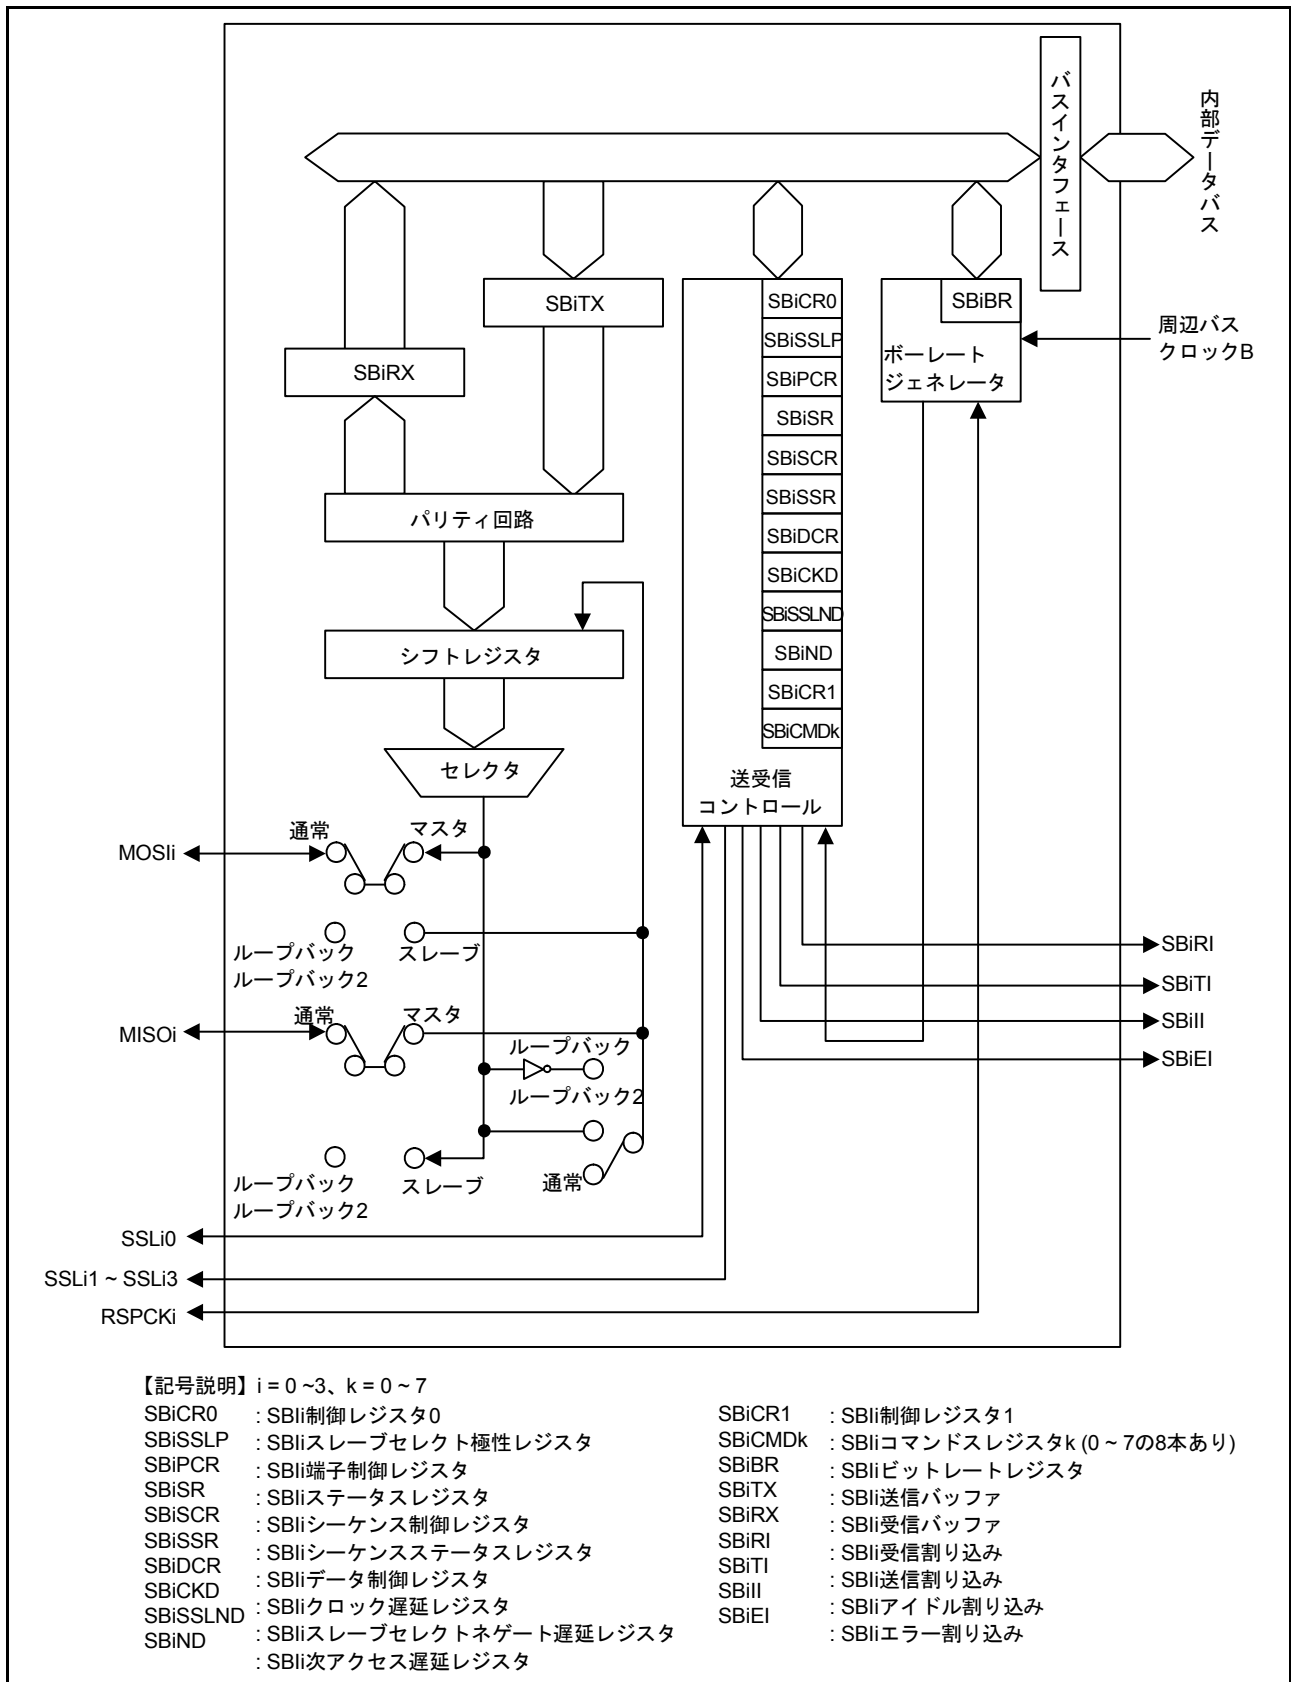 バスインタフェース
内部データバス
SBiTX
SBiRX
SBiCR0
SBiSSLP
SBiPCR
SBiSR
SBiSCR
SBiSSR
SBiDCR
SBiCKD
SBiSSLND
SBiND
SBiCR1
SBiCMDk
送受信
コントロール
SBiBR
ボーレート
ジェネレータ
周辺バス
クロックB
パリティ回路
シフトレジスタ
セレクタ
通常
マスタ
MOSIi
ループバック
ループバック2
スレーブ
通常
マスタ
MISOi
ループバック
ループバック2
ループバック
ループバック2
スレーブ
通常
SBiRI
SBiTI
SBiII
SBiEI
SSLi0
SSLi1 ~ SSLi3
RSPCKi
【記号説明】i = 0 ~3、k = 0 ~ 7
SBiCR0 : SBIi制御レジスタ0
SBiSSLP : SBIiスレーブセレクト極性レジスタ
SBiPCR : SBIi端子制御レジスタ
SBiSR : SBIiステータスレジスタ
SBiSCR : SBIiシーケンス制御レジスタ
SBiSSR : SBIiシーケンスステータスレジスタ
SBiDCR : SBIiデータ制御レジスタ
SBiCKD : SBIiクロック遅延レジスタ
SBiSSLND : SBIiスレーブセレクトネゲート遅延レジスタ
SBiND : SBIi次アクセス遅延レジスタ
SBiCR1 : SBIi制御レジスタ1
SBiCMDk : SBIiコマンドスレジスタk (0 ~ 7の8本あり)
SBiBR : SBIiビットレートレジスタ
SBiTX : SBIi送信バッファ
SBiRX : SBIi受信バッファ
SBiRI : SBIi受信割り込み
SBiTI : SBIi送信割り込み
SBiII : SBIiアイドル割り込み
SBiEI : SBIiエラー割り込み